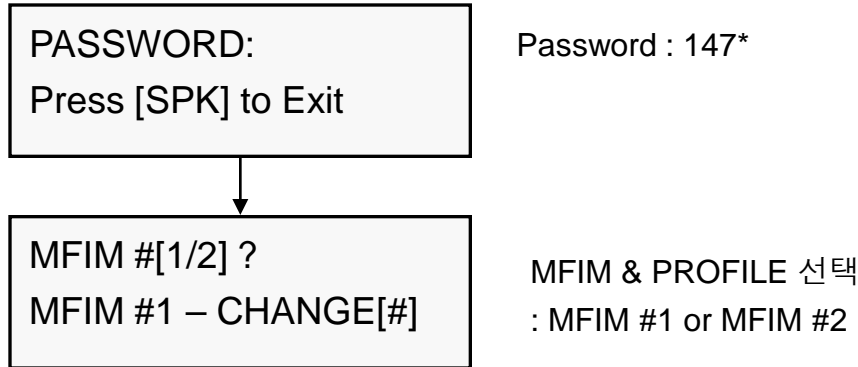 PASSWORD:
Press [SPK] to Exit
Password : 147*
MFIM #[1/2] ?
MFIM #1 – CHANGE[#]
MFIM & PROFILE 선택
: MFIM #1 or MFIM #2